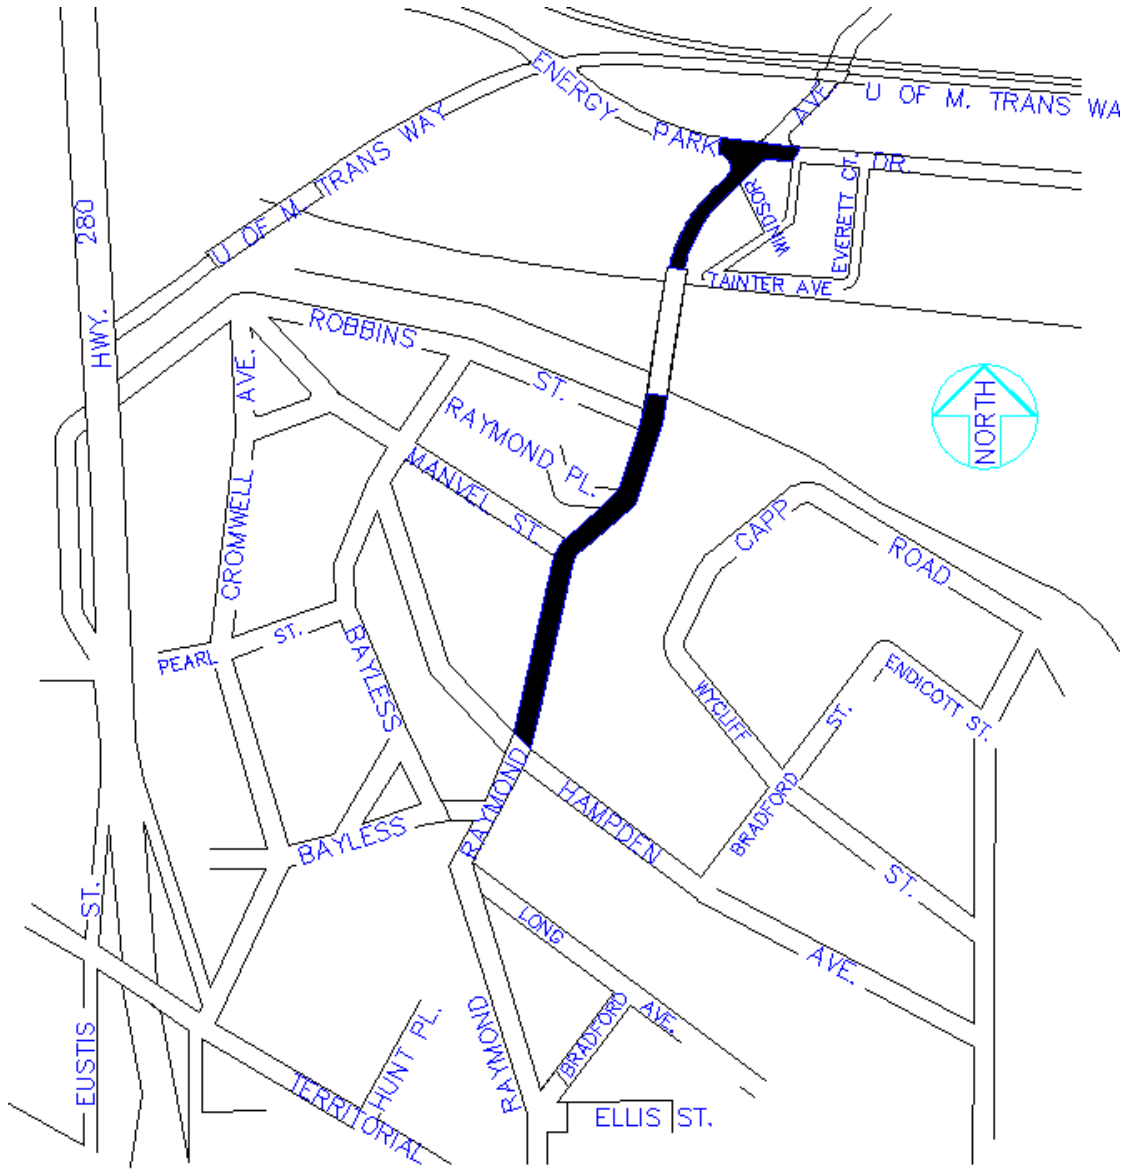 ENERGY
PARK
AVE
U OF M. TRANS WA
DR
U OF M. TRANS WAY
WINDSOR
EVERETT CT.
TAINTER AVE
HWY. 280
ROBBINS
ST.
CROMWELL AVE.
RAYMOND PL.
MANVEL ST.
NORTH
CAPP
ROAD
PEARL ST.
BAYLESS
WYCLIFF
ST.
ENDICOTT ST.
BRADFORD
ST.
RAYMOND
HAMPDEN
AVE.
BAYLESS
EUSTIS ST.
LONG
AVE.
BRADFORD
RAYMOND
HUNT PL.
TERRITORIAL
ELLIS ST.